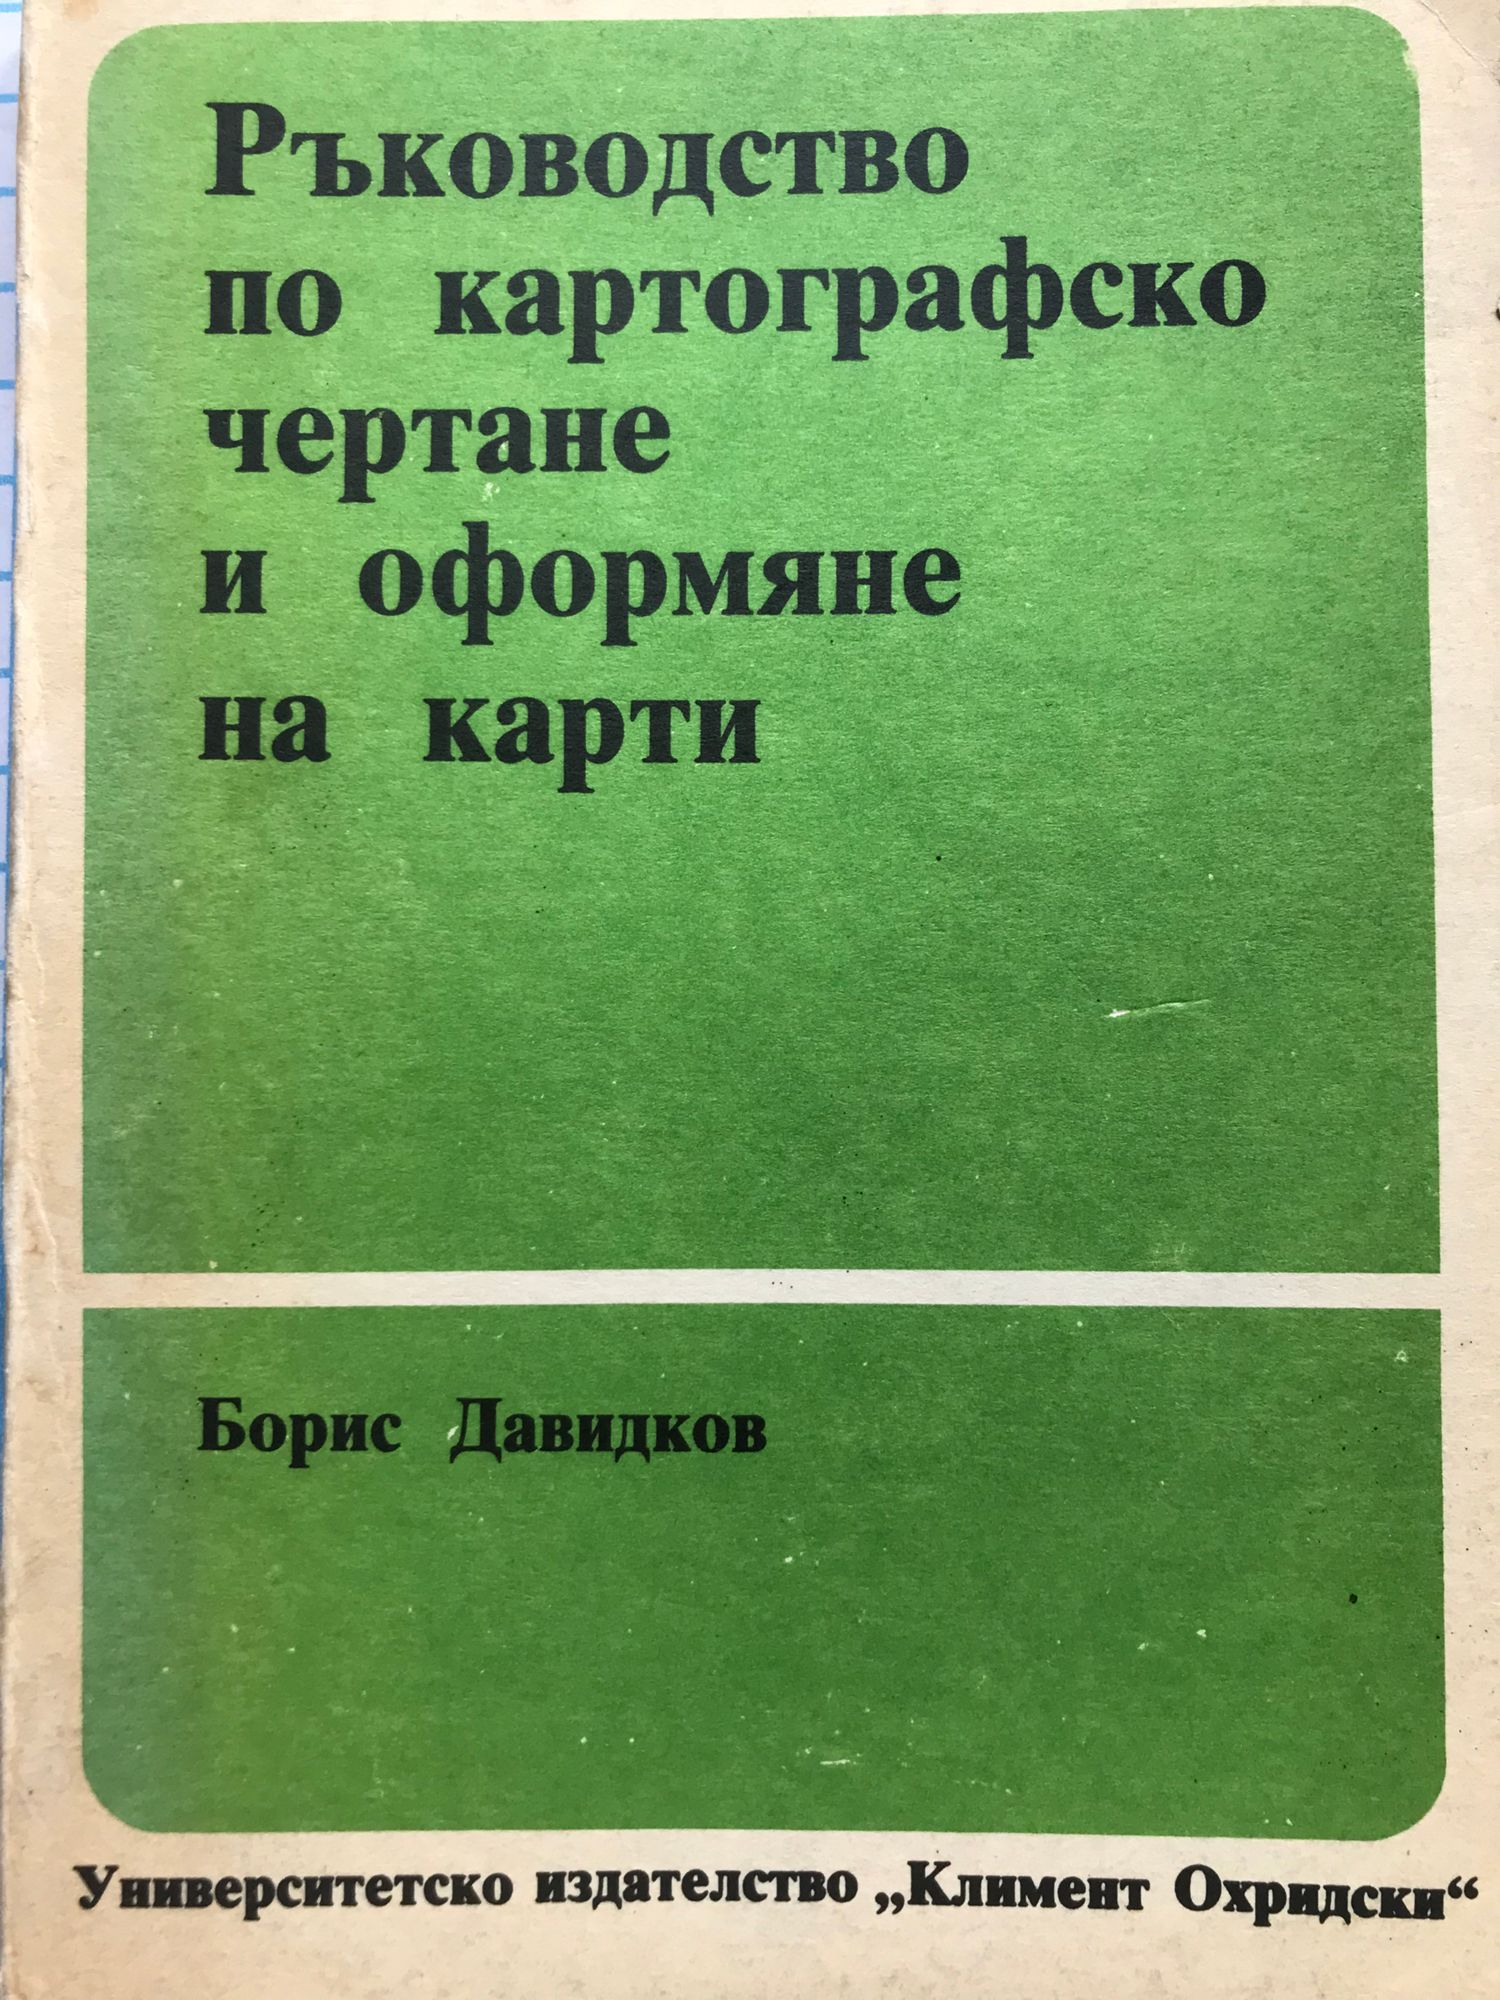 Ръководство
по картографско
чертане
и оформяне
на карти
Борис Давидков
Университетско издателство „Климент Охридски“